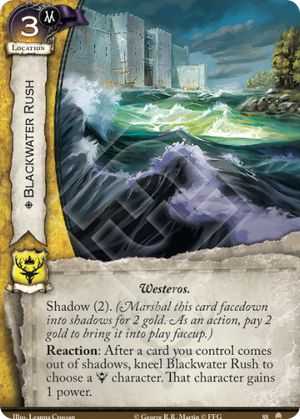 3
LOCATION
BLACKWATER RUSH
Westeros.
Shadow (2). (Marshal this card facedown
into shadows for 2 gold. As an action, pay 2
gold to bring it into play faceup.)
Reaction: After a card you control comes
out of shadows, kneel Blackwater Rush to
choose a character. That character gains
1 power.
Illus. Leanna Crossan
© George R.R. Martin © FFG
88